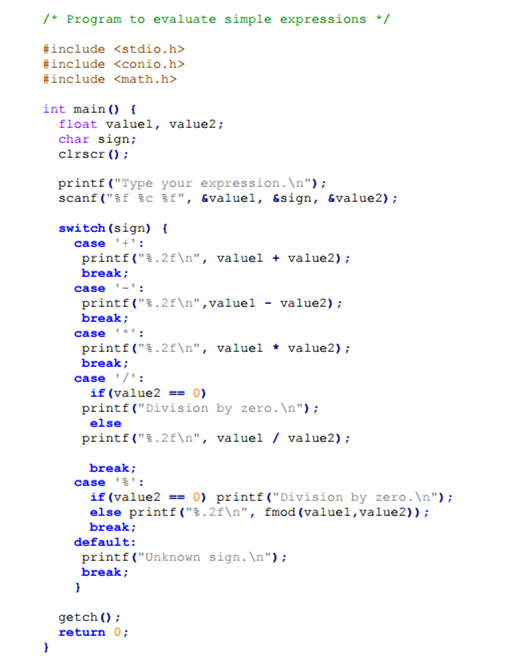 /* Program to evaluate simple expressions */
#include <stdio.h>
#include <conio.h>
#include <math.h>
int main() {
float value1, value2;
char sign;
clrscr();
printf("Type your expression.\n");
scanf("%f %c %f", &value1, &sign, &value2);
switch(sign) {
case '+':
printf("%.2f\n", value1 + value2);
break;
case '-':
printf("%.2f\n",value1 - value2);
break;
case '*':
printf("%.2f\n", value1 * value2);
break;
case '/':
if(value2 == 0)
printf("Division by zero.\n");
else
printf("%.2f\n", value1 / value2);
break;
case '%':
if(value2 == 0) printf("Division by zero.\n");
else printf("%.2f\n", fmod(value1,value2));
break;
default:
printf("Unknown sign.\n");
break;
}
getch();
return 0;
}